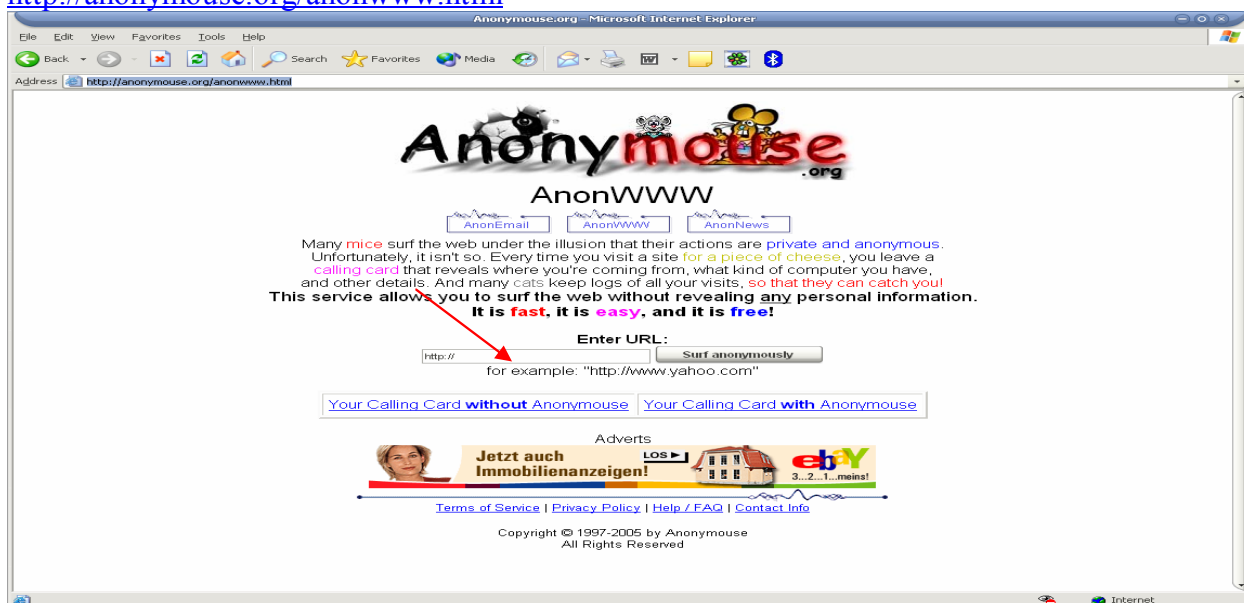 http://anonymouse.org/anonwww.html
Anonymouse.org - Microsoft Internet Explorer
File Edit View Favorites Tools Help
Back Search Favorites Media
Address http://anonymouse.org/anonwww.html
Anonymouse
.org
AnonWWW
AnonEmail AnonWWW AnonNews
Many mice surf the web under the illusion that their actions are private and anonymous.
Unfortunately, it isn't so. Every time you visit a site for a piece of cheese, you leave a
calling card that reveals where you're coming from, what kind of computer you have,
and other details. And many cats keep logs of all your visits, so that they can catch you!
This service allows you to surf the web without revealing any personal information.
It is fast, it is easy, and it is free!
Enter URL:
http:// Surf anonymously
for example: "http://www.yahoo.com"
Your Calling Card without Anonymouse Your Calling Card with Anonymouse
Adverts
Jetzt auch
Immobilienanzeigen!
LOS
ebaY
3...2...1...meins!
Terms of Service | Privacy Policy | Help / FAQ | Contact Info
Copyright © 1997-2005 by Anonymouse
All Rights Reserved
Internet